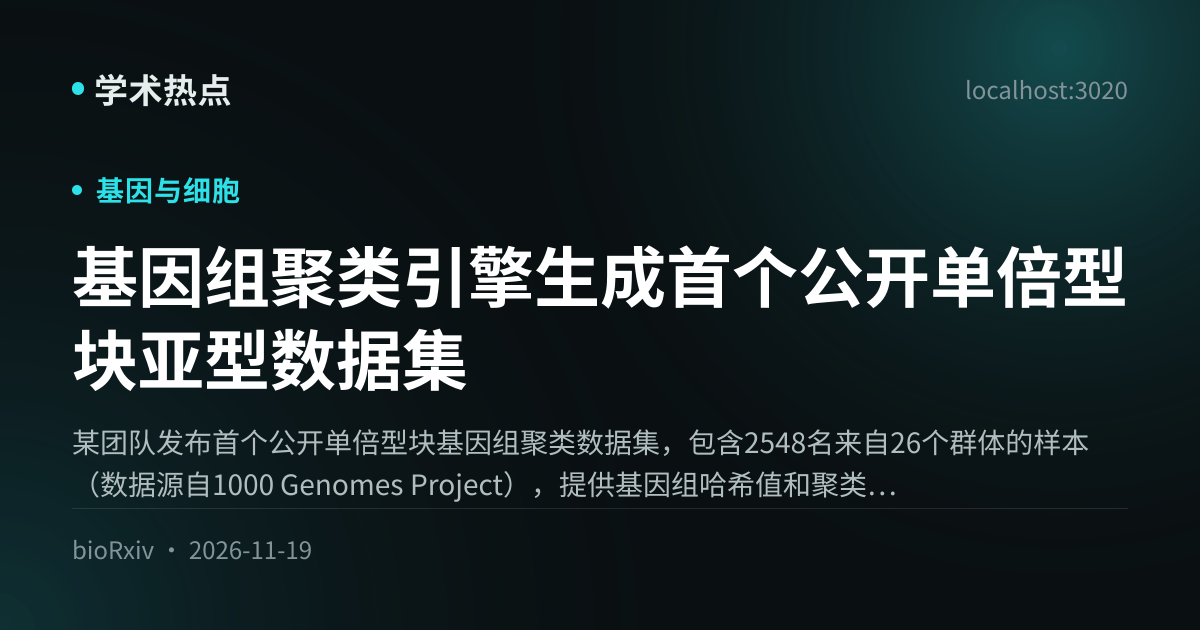 学术热点
localhost:3020
基因与细胞
基因组聚类引擎生成首个公开单倍型
块亚型数据集
某团队发布首个公开单倍型块基因组聚类数据集，包含2548名来自26个群体的样本
（数据源自1000 Genomes Project），提供基因组哈希值和聚类…
bioRxiv • 2026-11-19